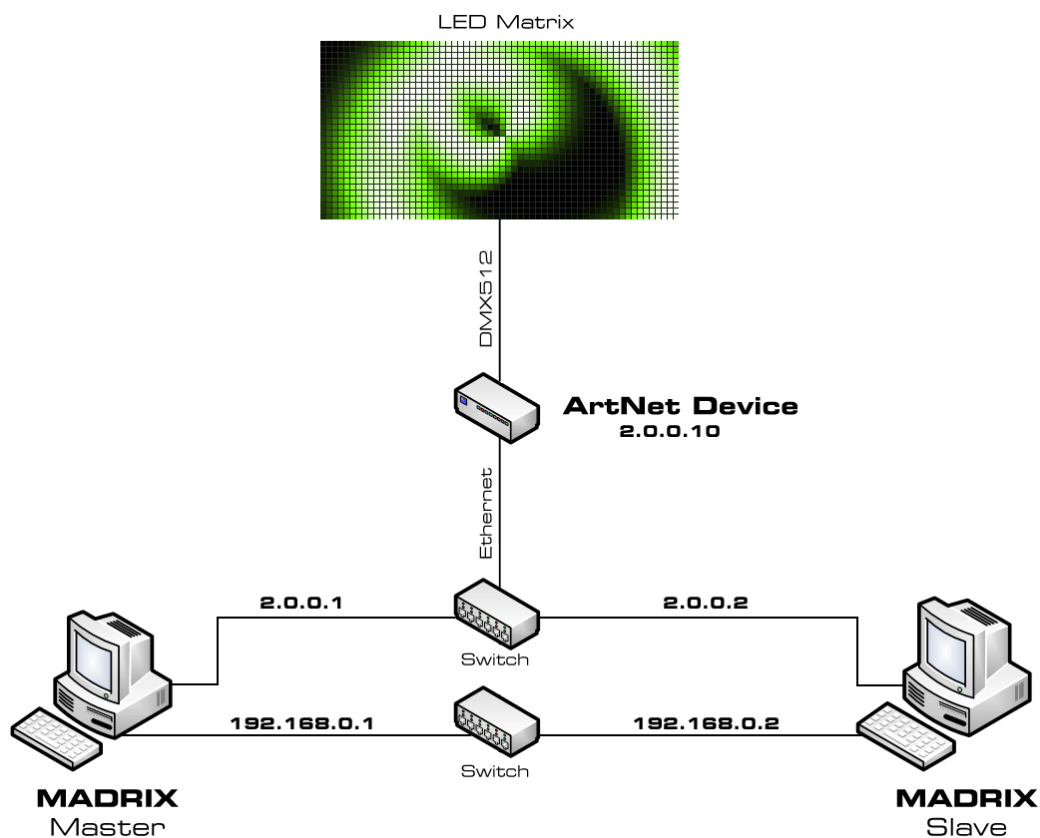 LED Matrix
DMX512
ArtNet Device
2.0.0.10
Ethernet
2.0.0.1
2.0.0.2
Switch
192.168.0.1
192.168.0.2
Switch
MADRIX
Master
MADRIX
Slave